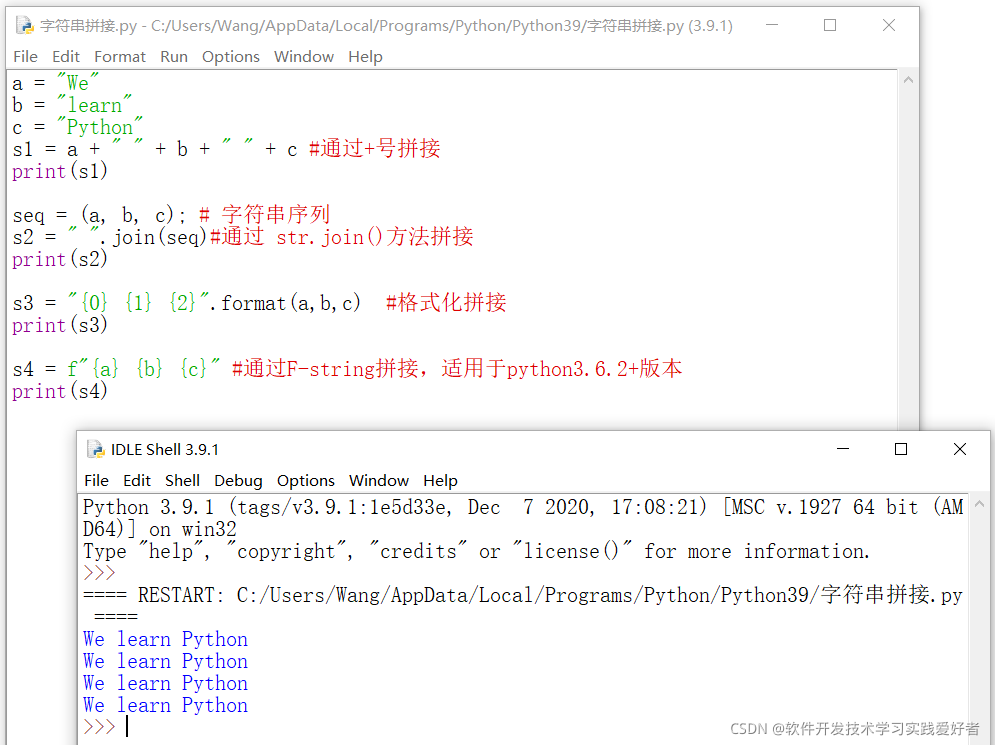 字符串拼接.py - C:/Users/Wang/AppData/Local/Programs/Python/Python39/字符串拼接.py (3.9.1)
File Edit Format Run Options Window Help
a = "We"
b = "learn"
c = "Python"
s1 = a + " " + b + " " + c #通过+号拼接
print(s1)
seq = (a, b, c); # 字符串序列
s2 = " ".join(seq)#通过 str.join()方法拼接
print(s2)
s3 = "{0} {1} {2}".format(a,b,c)  #格式化拼接
print(s3)
s4 = f"{a} {b} {c}" #通过F-string拼接，适用于python3.6.2+版本
print(s4)
IDLE Shell 3.9.1
File Edit Shell Debug Options Window Help
Python 3.9.1 (tags/v3.9.1:1e5d33e, Dec  7 2020, 17:08:21) [MSC v.1927 64 bit (AM
D64)] on win32
Type "help", "copyright", "credits" or "license()" for more information.
>>>
==== RESTART: C:/Users/Wang/AppData/Local/Programs/Python/Python39/字符串拼接.py
====
We learn Python
We learn Python
We learn Python
We learn Python
>>>
CSDN @软件开发技术学习实践爱好者